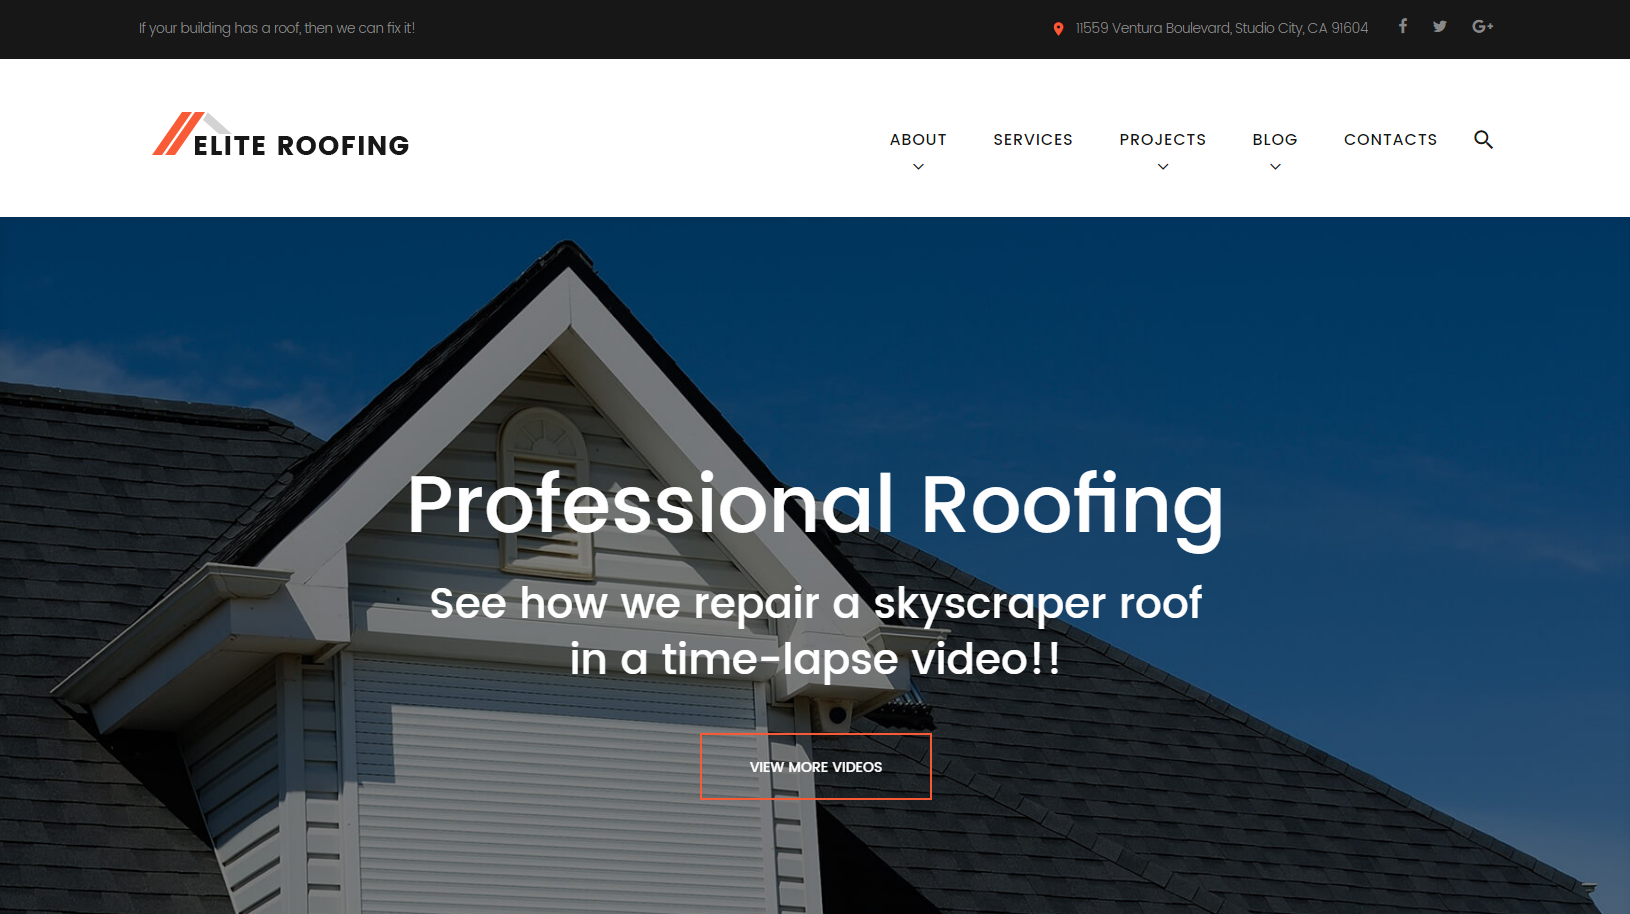 If your building has a roof, then we can fix it!
11559 Ventura Boulevard, Studio City, CA 91604
G+
ELITE ROOFING
ABOUT
SERVICES
PROJECTS
BLOG
CONTACTS
Professional Roofing
See how we repair a skyscraper roof
in a time-lapse video!!
VIEW MORE VIDEOS